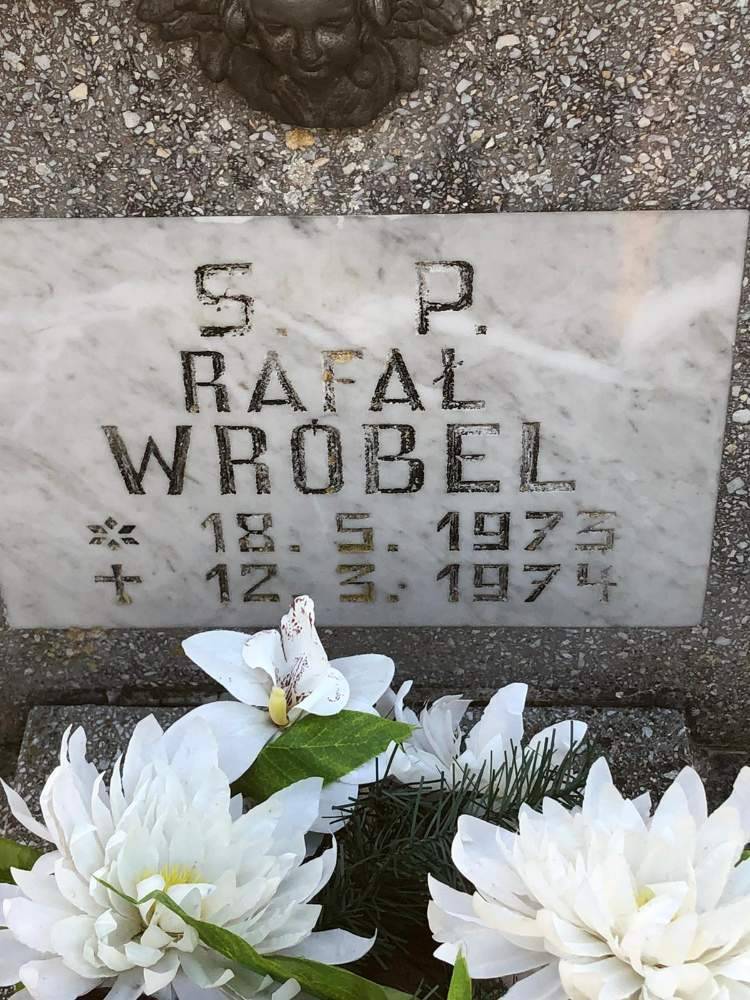 S. P.
RAFAŁ
WRÓBEL
* 18. 5. 1973
+ 12. 3. 1974